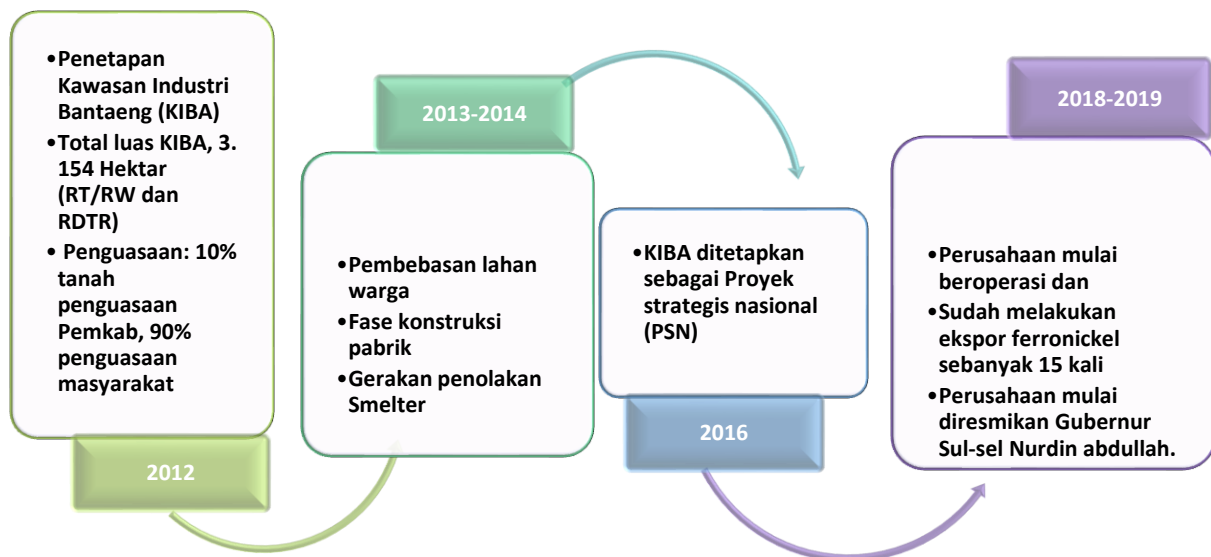 •Penetapan
Kawasan Industri
Bantaeng (KIBA)
•Total luas KIBA, 3.
154 Hektar
(RT/RW dan
RDTR)
• Penguasaan: 10%
tanah
penguasaan
Pemkab, 90%
penguasaan
masyarakat
2012
2013-2014
•Pembebasan lahan
warga
•Fase konstruksi
pabrik
•Gerakan penolakan
Smelter
•KIBA ditetapkan
sebagai Proyek
strategis nasional
(PSN)
2016
2018-2019
•Perusahaan mulai
beroperasi dan
•Sudah melakukan
ekspor ferronickel
sebanyak 15 kali
•Perusahaan mulai
diresmikan Gubernur
Sul-sel Nurdin abdullah.